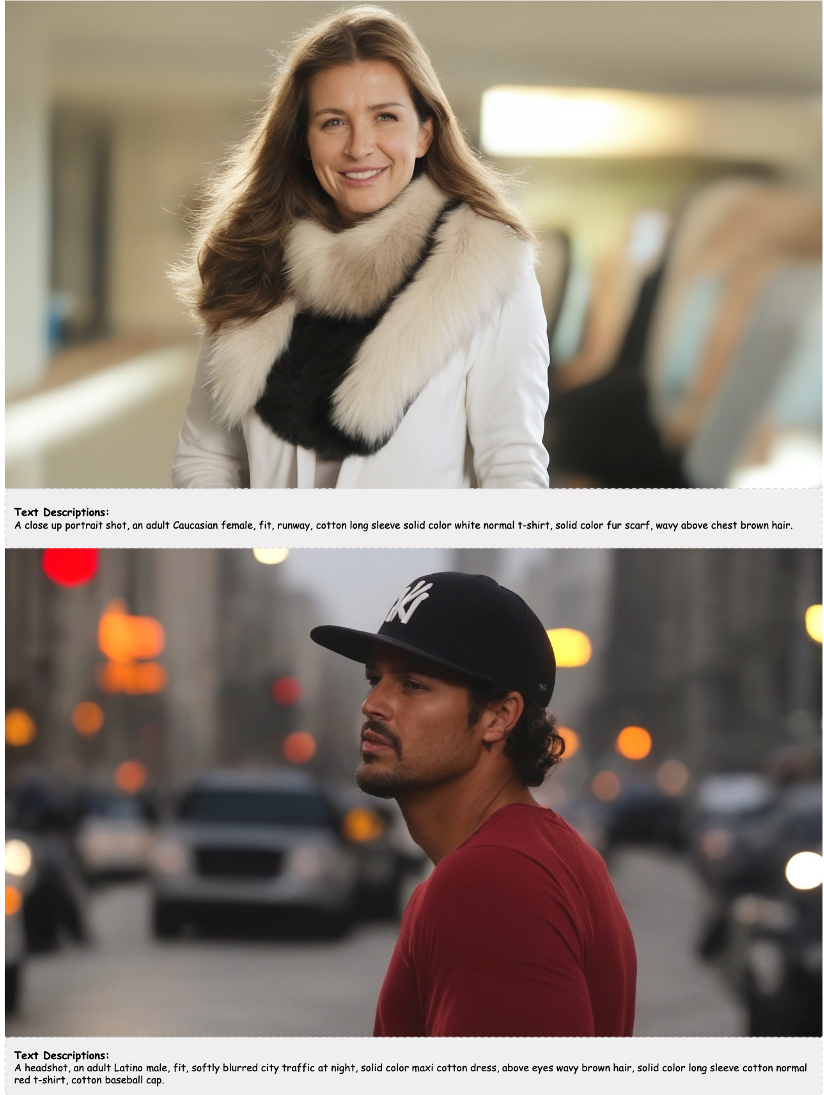 Text Descriptions:
A close up portrait shot, an adult Caucasian female, fit, runway, cotton long sleeve solid color white normal t-shirt, solid color fur scarf, wavy above chest brown hair.
Text Descriptions:
A headshot, an adult Latino male, fit, softly blurred city traffic at night, solid color maxi cotton dress, above eyes wavy brown hair, solid color long sleeve cotton normal
red t-shirt, cotton baseball cap.